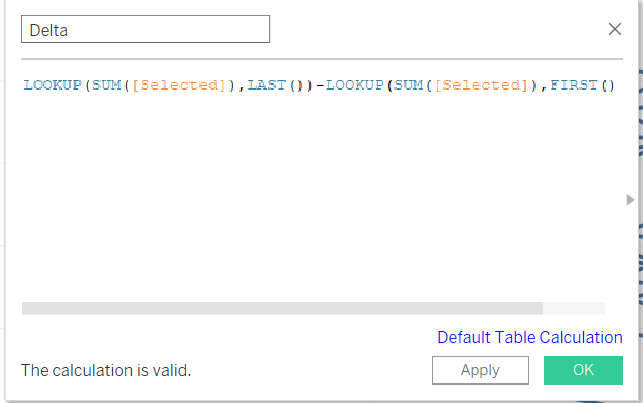 Delta
LOOKUP(SUM([Selected]),LAST())-LOOKUP(SUM([Selected]),FIRST()
Default Table Calculation
The calculation is valid.
Apply
OK